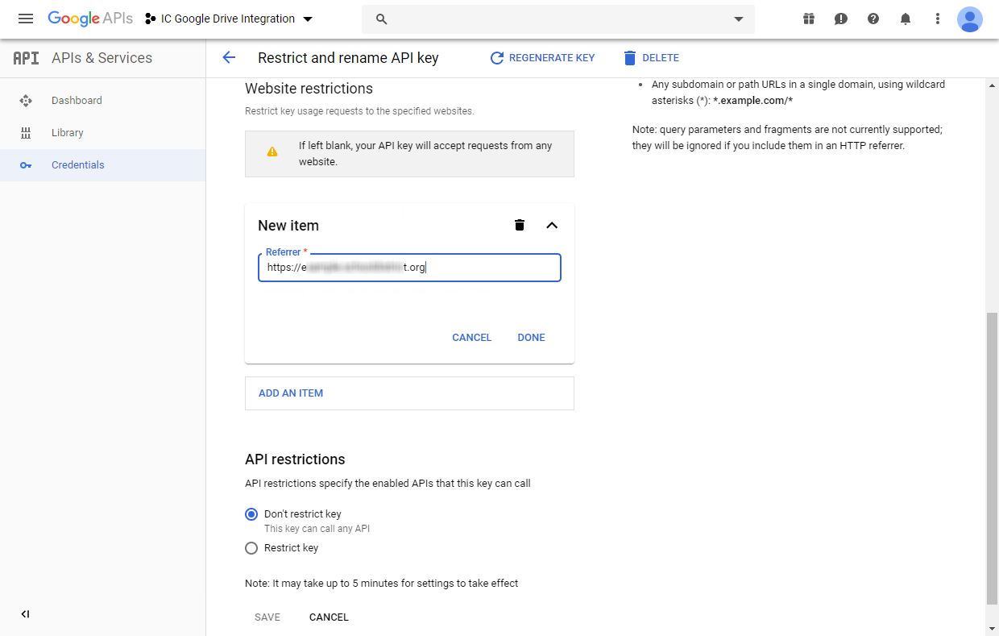 Google APIs
IC Google Drive Integration
API APIs & Services
Restrict and rename API key
REGENERATE KEY
DELETE
Dashboard
Library
Credentials
Website restrictions
Restrict key usage requests to the specified websites.
If left blank, your API key will accept requests from any
website.
New item
Referrer *
https://e t.org
CANCEL
DONE
ADD AN ITEM
API restrictions
API restrictions specify the enabled APIs that this key can call
Don't restrict key
This key can call any API
Restrict key
Note: It may take up to 5 minutes for settings to take effect
SAVE
CANCEL
• Any subdomain or path URLs in a single domain, using wildcard
asterisks (*): *.example.com/*
Note: query parameters and fragments are not currently supported;
they will be ignored if you include them in an HTTP referrer.